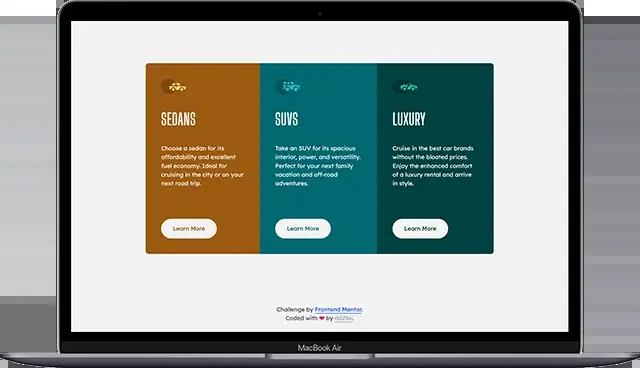 SEDANS
Choose a sedan for its
affordability and excellent
fuel economy. Ideal for
cruising in the city or on your
next road trip.
Learn More
SUVS
Take an SUV for its spacious
interior, power, and versatility.
Perfect for your next family
vacation and off-road
adventures.
Learn More
LUXURY
Cruise in the best car brands
without the bloated prices.
Enjoy the enhanced comfort
of a luxury rental and arrive
in style.
Learn More
Challenge by Frontend Mentor.
Coded with ❤ by
MacBook Air